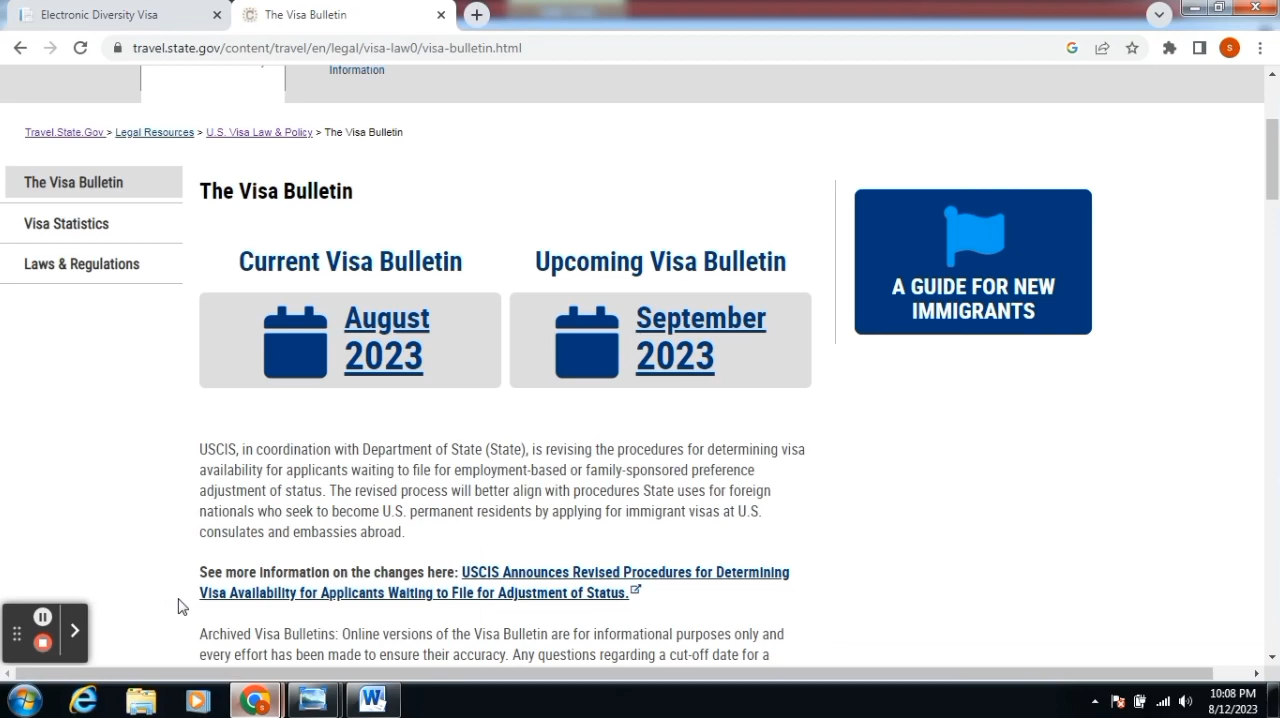 Electronic Diversity Visa
The Visa Bulletin
travel.state.gov/content/travel/en/legal/visa-law0/visa-bulletin.html
S
Information
Travel.State.Gov > Legal Resources > U.S. Visa Law & Policy > The Visa Bulletin
The Visa Bulletin
Visa Statistics
Laws & Regulations
The Visa Bulletin
Current Visa Bulletin
August
2023
Upcoming Visa Bulletin
September
2023
A GUIDE FOR NEW
IMMIGRANTS
USCIS, in coordination with Department of State (State), is revising the procedures for determining visa
availability for applicants waiting to file for employment-based or family-sponsored preference
adjustment of status. The revised process will better align with procedures State uses for foreign
nationals who seek to become U.S. permanent residents by applying for immigrant visas at U.S.
consulates and embassies abroad.
See more information on the changes here: USCIS Announces Revised Procedures for Determining
Visa Availability for Applicants Waiting to File for Adjustment of Status.
Archived Visa Bulletins: Online versions of the Visa Bulletin are for informational purposes only and
every effort has been made to ensure their accuracy. Any questions regarding a cut-off date for a
10:08 PM
8/12/2023